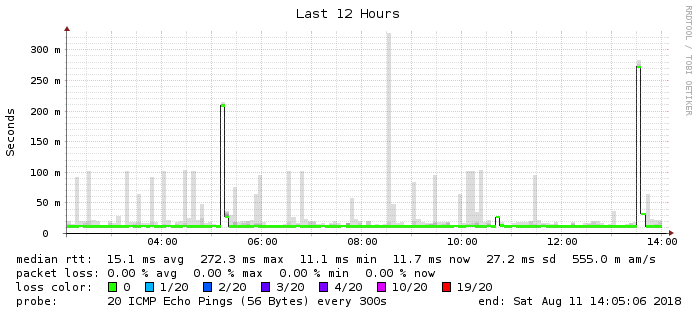 Last 12 Hours
RRDTOOL / TOBI OETIKER
Seconds
300 m
250 m
200 m
150 m
100 m
50 m
0
04:00 06:00 08:00 10:00 12:00 14:00
median rtt: 15.1 ms avg 272.3 ms max 11.1 ms min 11.7 ms now 27.2 ms sd 555.0 m am/s
packet loss: 0.00 % avg 0.00 % max 0.00 % min 0.00 % now
loss color: 0 1/20 2/20 3/20 4/20 10/20 19/20
probe: 20 ICMP Echo Pings (56 Bytes) every 300s end: Sat Aug 11 14:05:06 2018